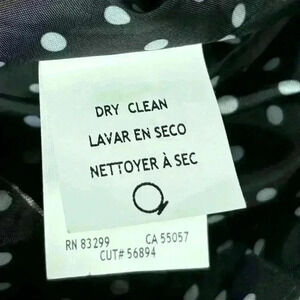 DRY CLEAN
LAVAR EN SECO
NETTOYER À SEC
RN 83299 CA 55057
CUT# 56894